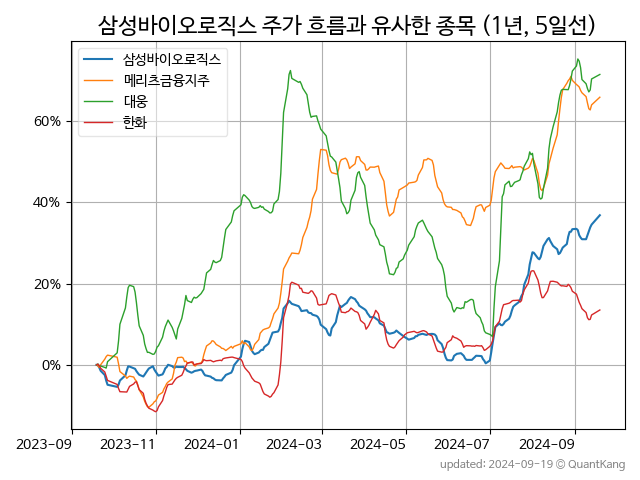 삼성바이오로직스 주가 흐름과 유사한 종목 (1년, 5일선)
삼성바이오로직스
메리츠금융지주
대웅
한화
60%
40%
20%
0%
2023-09
2023-11
2024-01
2024-03
2024-05
2024-07
2024-09
updated: 2024-09-19 © QuantKang